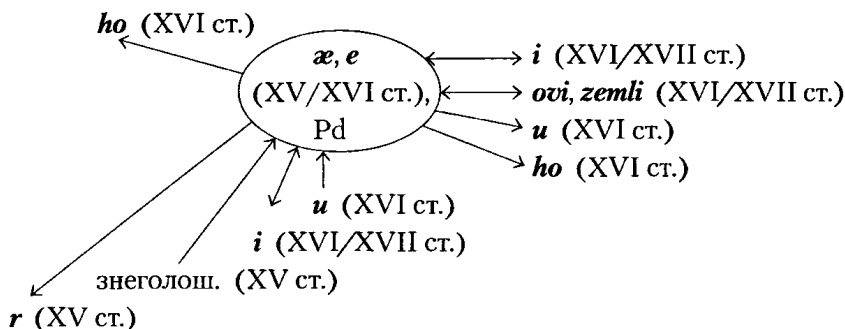 ho (XVI ст.)
æ, e
(XV/XVI ст.),
Pd
i (XVI/XVII ст.)
ovi, zemli (XVI/XVII ст.)
u (XVI ст.)
ho (XVI ст.)
u (XVI ст.)
i (XVI/XVII ст.)
знеголош. (XV ст.)
r (XV ст.)